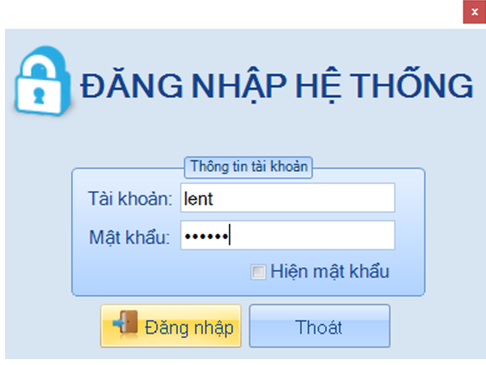 x
ĐĂNG NHẬP HỆ THỐNG
Thông tin tài khoản
Tài khoản: lent
Mật khẩu: ••••••
Hiện mật khẩu
Đăng nhập
Thoát